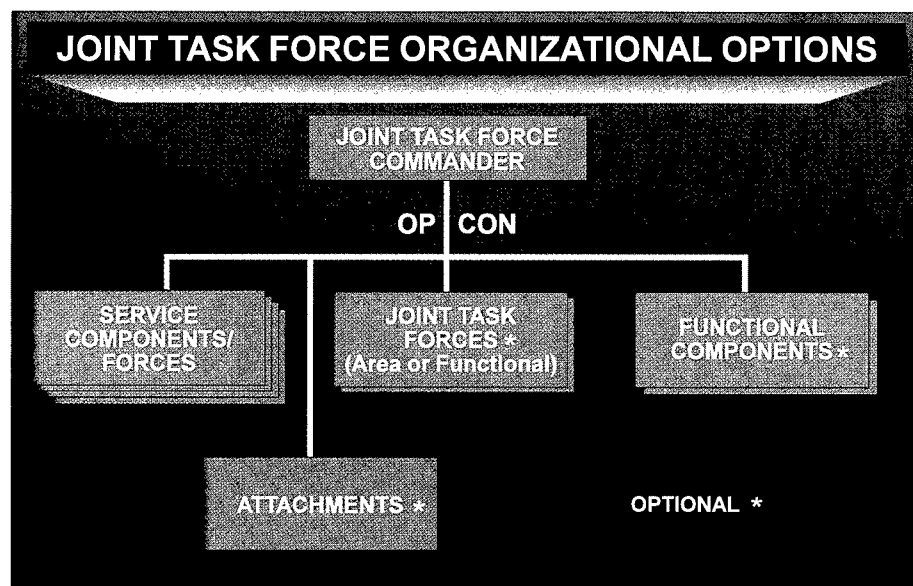 JOINT TASK FORCE ORGANIZATIONAL OPTIONS
JOINT TASK FORCE
COMMANDER
OP CON
SERVICE
COMPONENTS/
FORCES
JOINT TASK
FORCES *
(Area or Functional)
FUNCTIONAL
COMPONENTS *
ATTACHMENTS *
OPTIONAL *